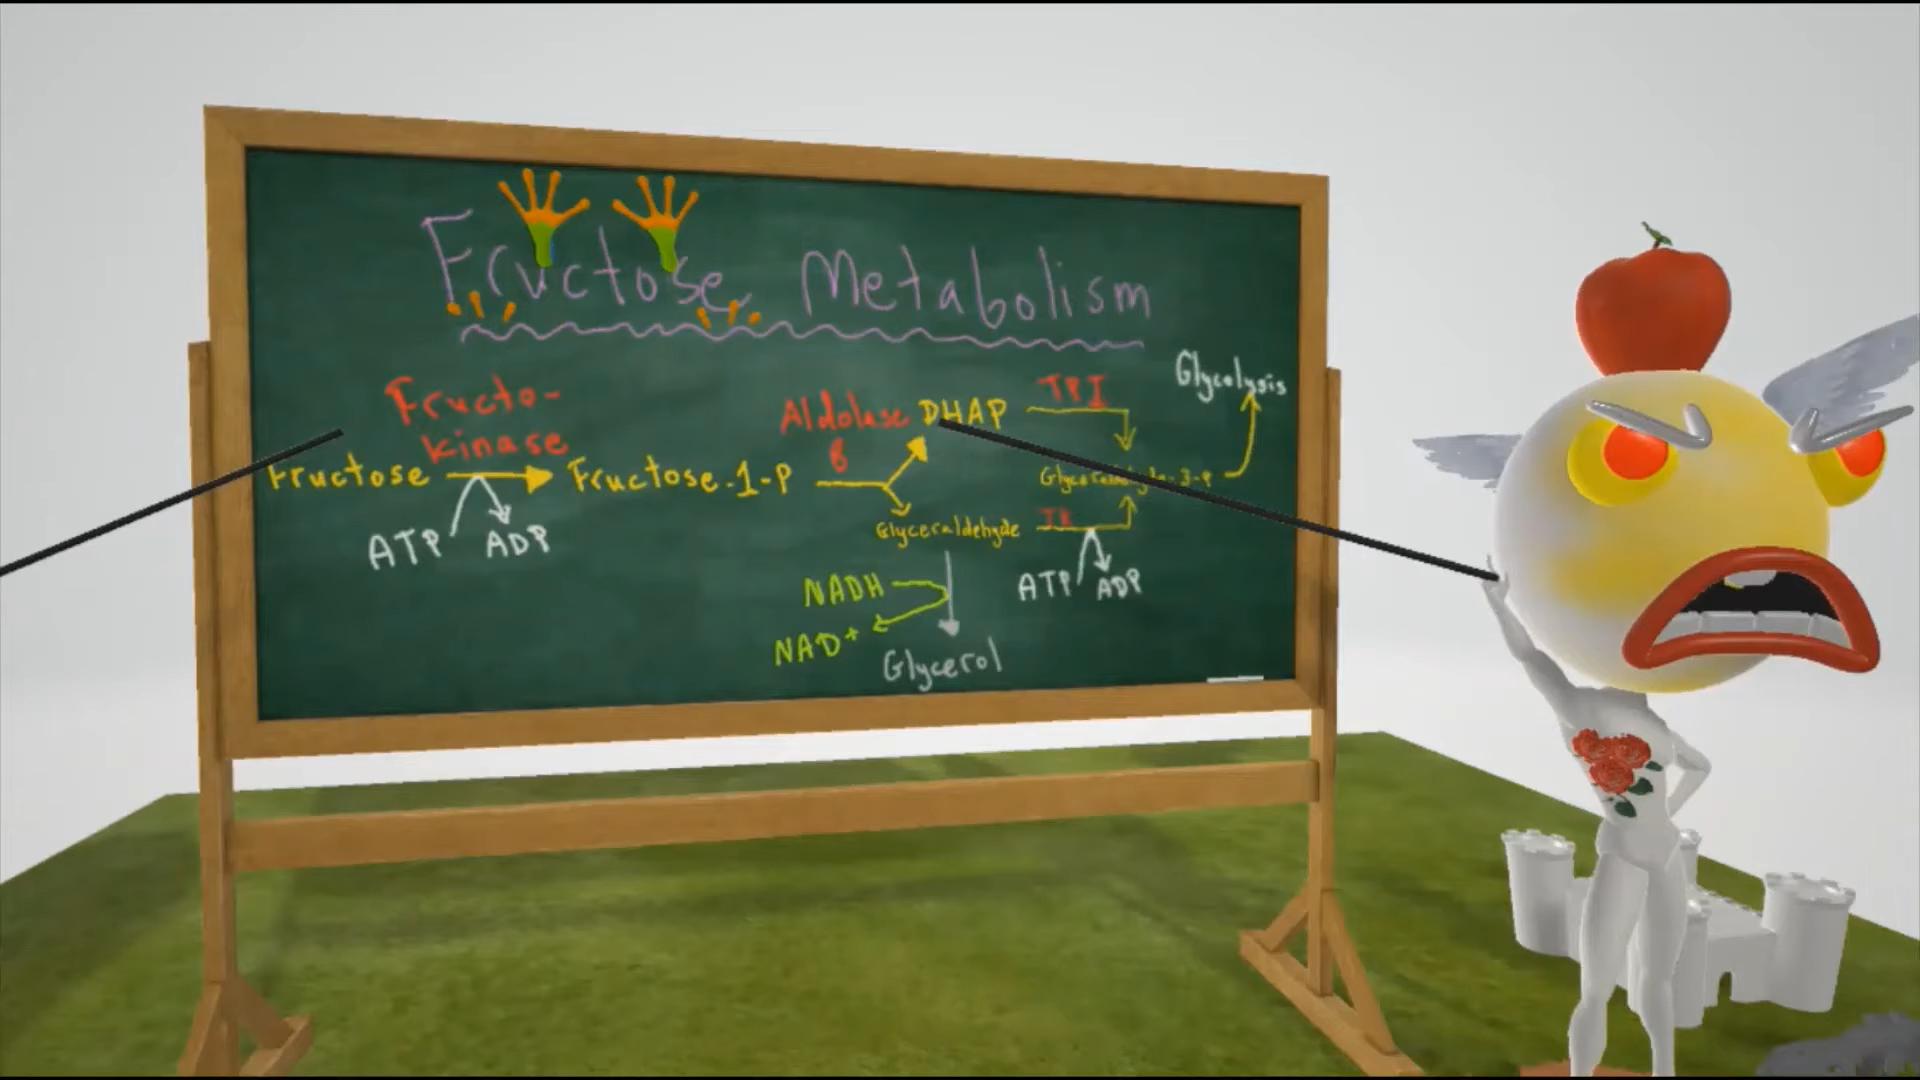 Fructose Metabolism
Fructo-
kinase
Fructose
Fructose-1-P
ATP
ADP
Aldolase
B
DHAP
TPI
Glycolysis
Glyceraldehyde
TK
ATP
ADP
NADH
NAD+
Glycerol